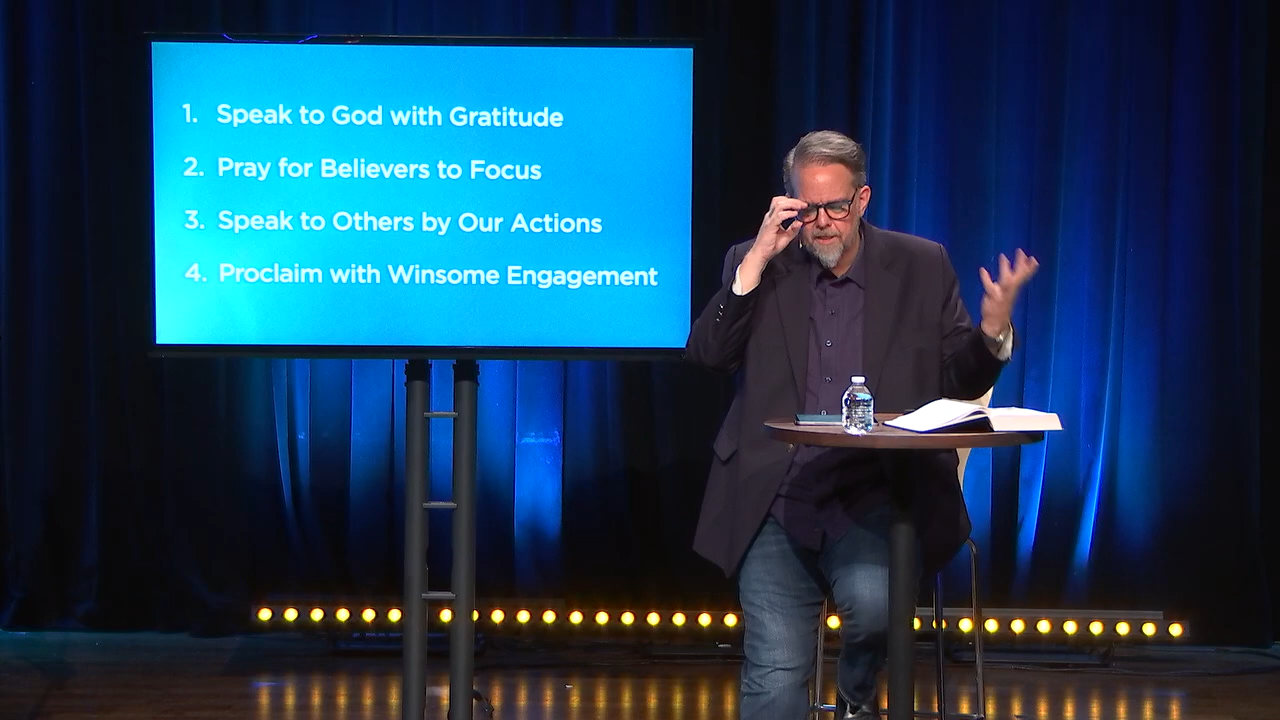 1. Speak to God with Gratitude
2. Pray for Believers to Focus
3. Speak to Others by Our Actions
4. Proclaim with Winsome Engagement